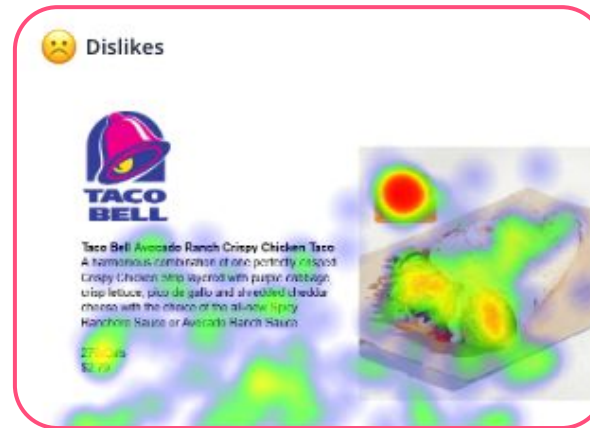 Dislikes
TACO
BELL
Taco Bell Avocado Ranch Crispy Chicken Taco
A harmonious combination of one perfectly crisped
Crispy Chicken Strip layered with purple cabbage
crisp lettuce, pico de gallo and shredded cheddar
cheese with the choice of the all-new Spicy
Ranchero Sauce or Avocado Ranch Sauce